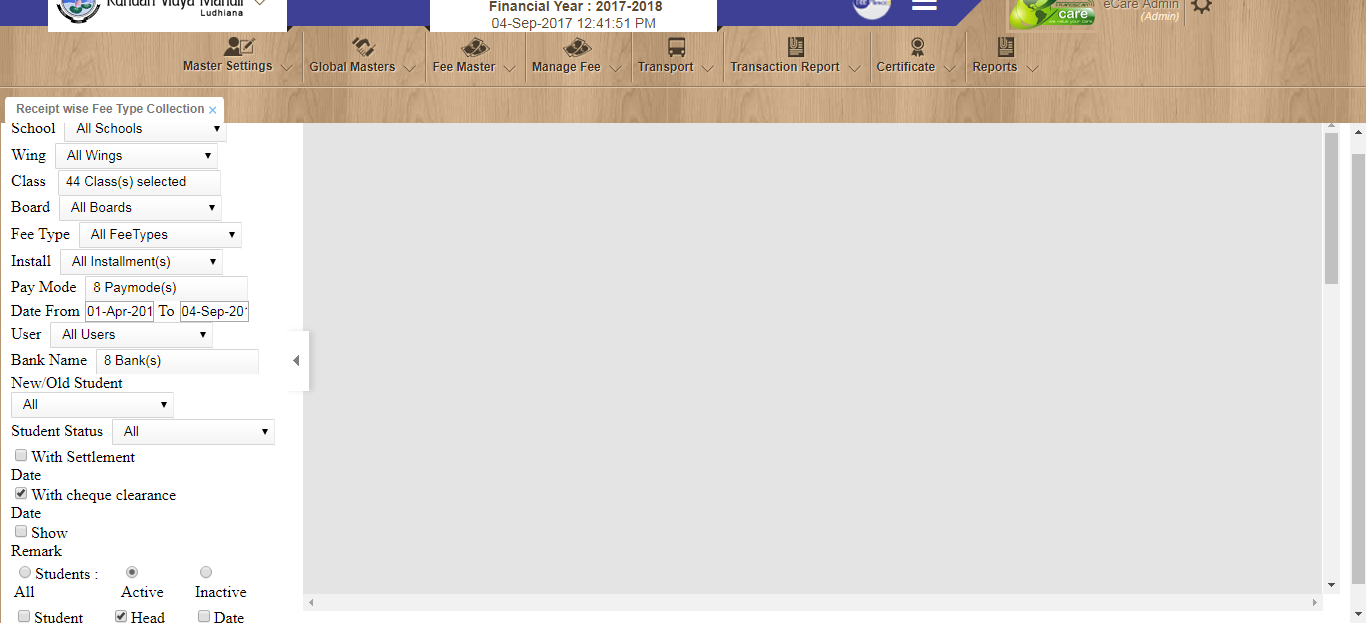 Kundan Vidya Mandir
Ludhiana
Financial Year : 2017-2018
04-Sep-2017 12:41:51 PM
care
eCare Admin
(Admin)
Master Settings
Global Masters
Fee Master
Manage Fee
Transport
Transaction Report
Certificate
Reports
Receipt wise Fee Type Collection ×
School All Schools
Wing All Wings
Class 44 Class(s) selected
Board All Boards
Fee Type All FeeTypes
Install All Installment(s)
Pay Mode 8 Paymode(s)
Date From 01-Apr-201 To 04-Sep-201
User All Users
Bank Name 8 Bank(s)
New/Old Student
All
Student Status All
With Settlement
Date
With cheque clearance
Date
Show
Remark
Students :
All Active Inactive
Student Head Date